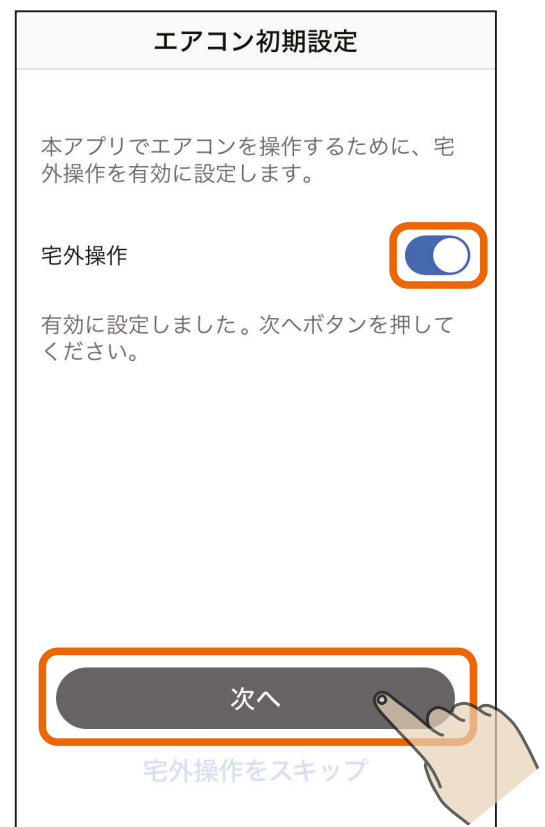 エアコン初期設定
本アプリでエアコンを操作するために、宅
外操作を有効に設定します。
宅外操作
有効に設定しました。次へボタンを押して
ください。
次へ
宅外操作をスキップ